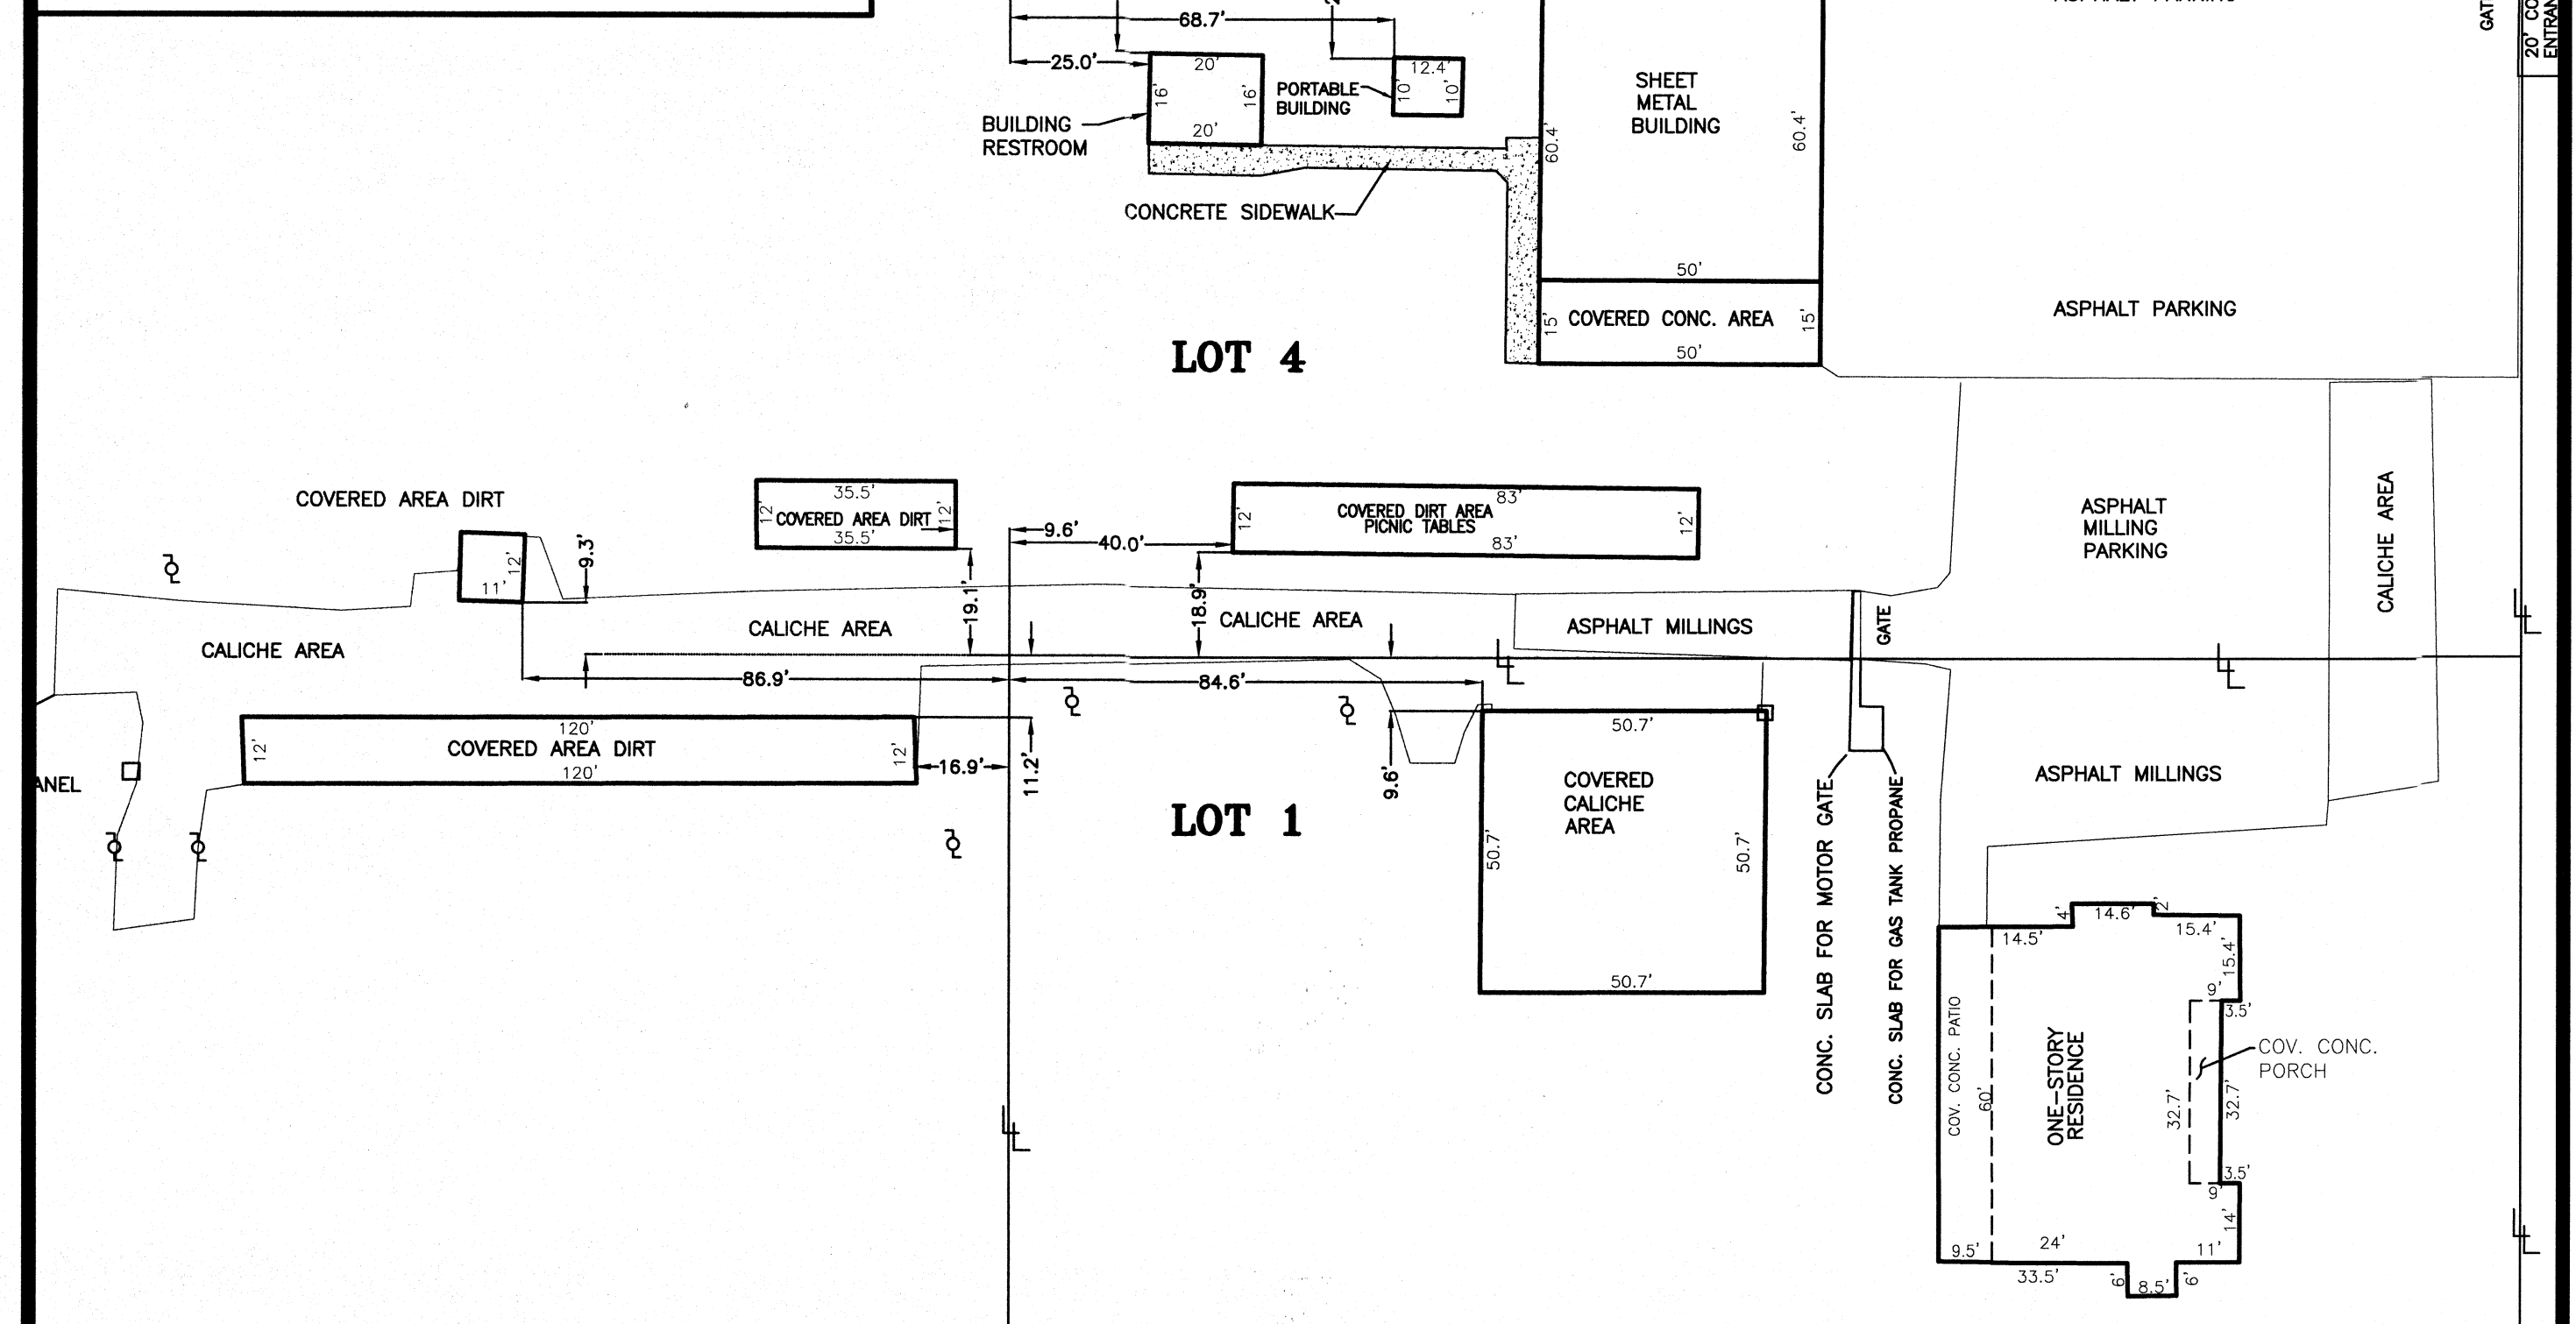 ASPHALT PARKING
GATE
20' CO
ENTRAN
68.7'
25.0'
20'
16'
16'
20'
PORTABLE
BUILDING
12.4'
10'
10'
BUILDING
RESTROOM
CONCRETE SIDEWALK
SHEET
METAL
BUILDING
60.4'
60.4'
50'
COVERED CONC. AREA
15'
15'
50'
ASPHALT PARKING
LOT 4
COVERED AREA DIRT
35.5'
12'
COVERED AREA DIRT
12'
35.5'
9.6'
40.0'
83'
12'
COVERED DIRT AREA
PICNIC TABLES
12'
83'
ASPHALT
MILLING
PARKING
CALICHE AREA
12'
11'
9.3'
19.1'
18.9'
CALICHE AREA
CALICHE AREA
CALICHE AREA
ASPHALT MILLINGS
GATE
86.9'
84.6'
120'
12'
COVERED AREA DIRT
12'
120'
16.9'
11.2'
9.6'
ANEL
LOT 1
50.7'
COVERED
CALICHE
AREA
50.7'
50.7'
50.7'
CONC. SLAB FOR MOTOR GATE
CONC. SLAB FOR GAS TANK PROPANE
ASPHALT MILLINGS
4'
14.6'
2'
14.5'
15.4'
15.4'
9'
3.5'
COV. CONC. PATIO
60'
ONE-STORY
RESIDENCE
COV. CONC.
PORCH
32.7'
32.7'
3.5'
9'
14'
9.5'
24'
11'
33.5'
6'
8.5'
6'